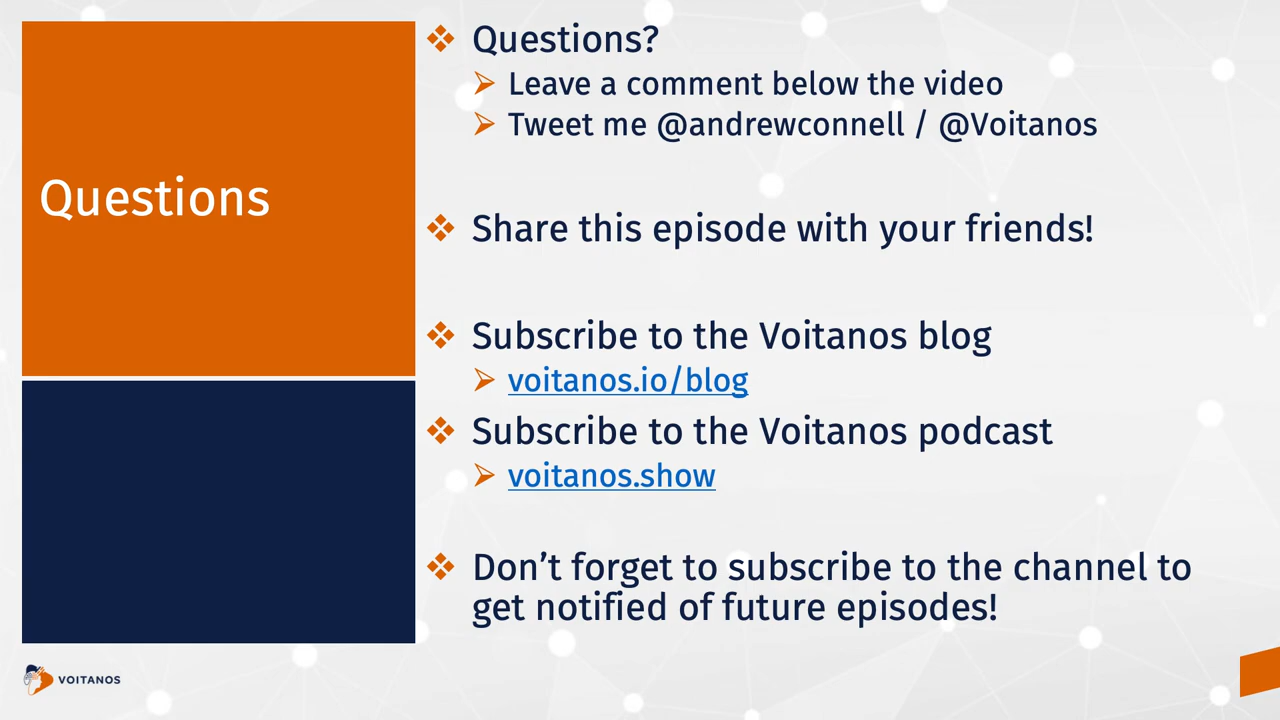 Questions
Questions?
Leave a comment below the video
Tweet me @andrewconnell / @Voitanos
Share this episode with your friends!
Subscribe to the Voitanos blog
voitanos.io/blog
Subscribe to the Voitanos podcast
voitanos.show
Don’t forget to subscribe to the channel to
get notified of future episodes!
VOITANOS